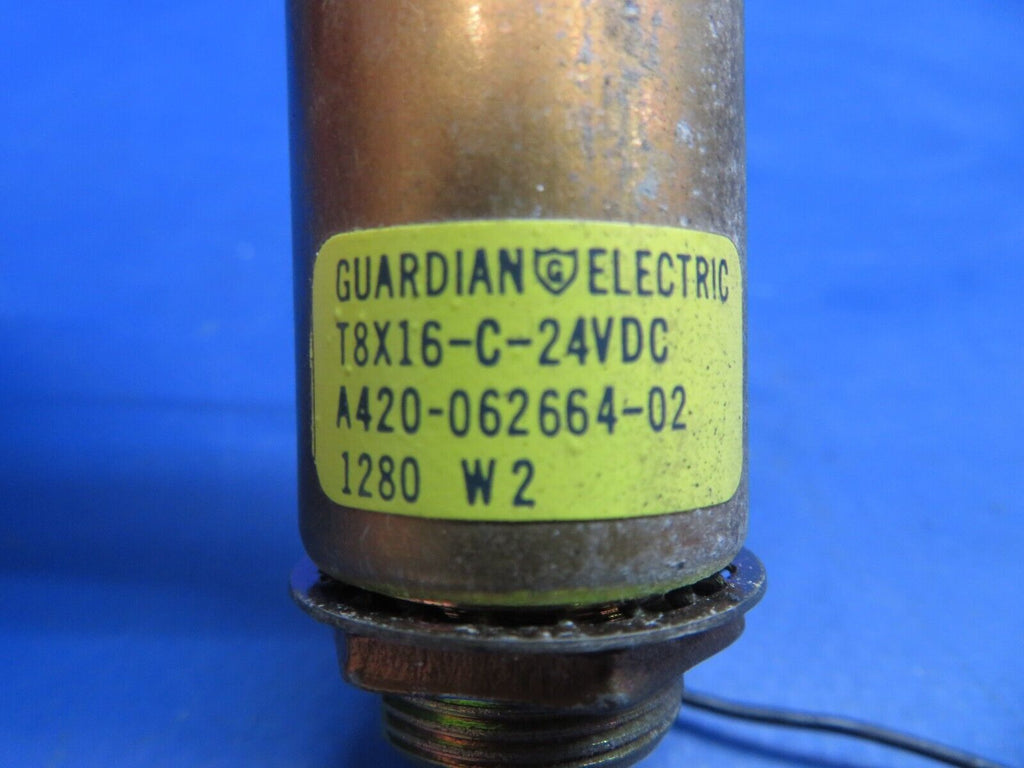 GUARDIAN G ELECTRIC
T8X16-C-24VDC
A420-062664-02
1280 W2